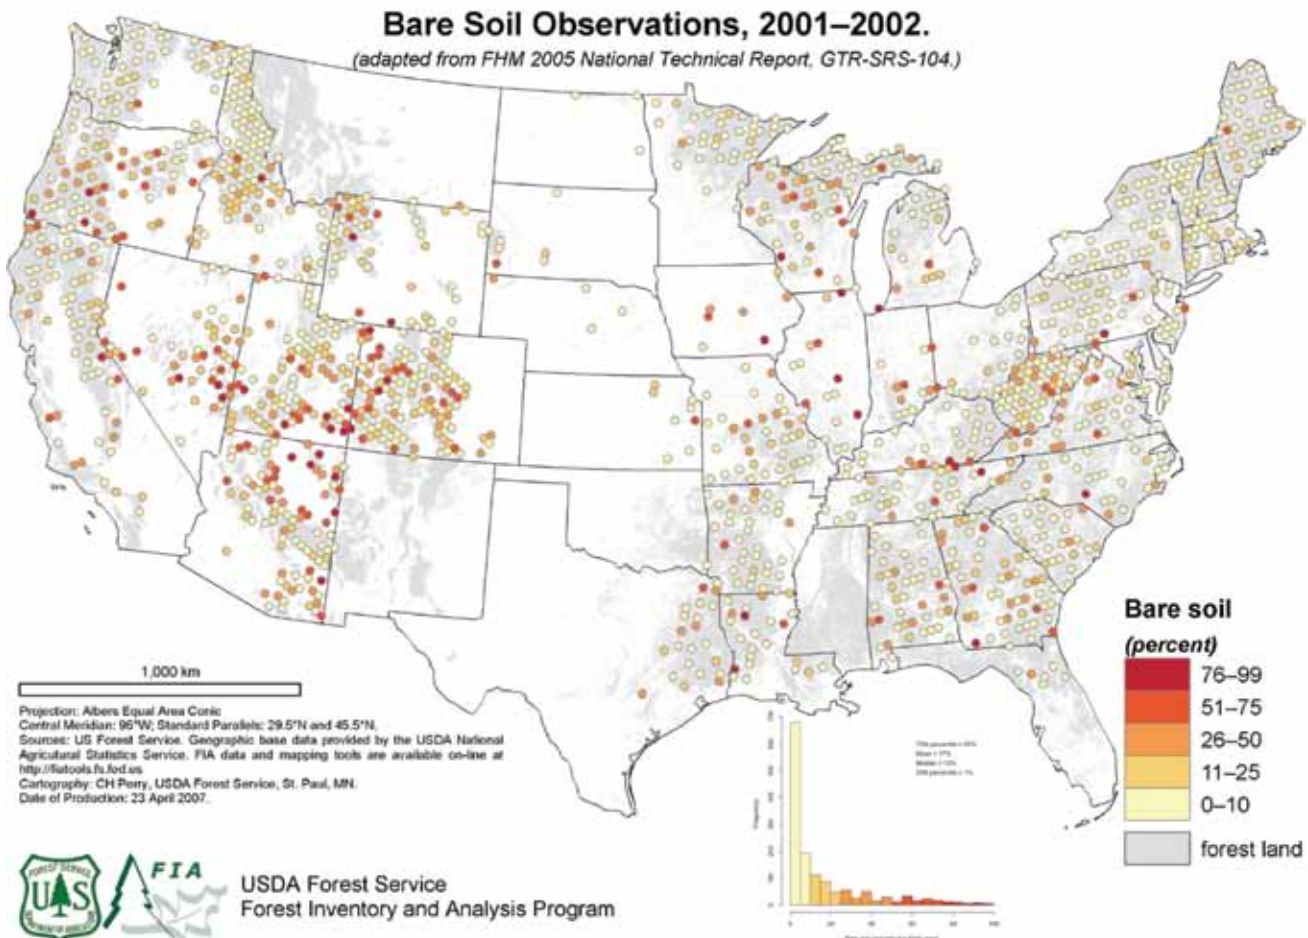 Bare Soil Observations, 2001–2002.
(adapted from FHM 2005 National Technical Report, GTR-SRS-104.)
Bare soil
(percent)
76–99
51–75
26–50
11–25
0–10
forest land
1,000 km
Projection: Albers Equal Area Conic
Central Meridian: 96°W; Standard Parallels: 29.5°N and 45.5°N.
Sources: US Forest Service. Geographic base data provided by the USDA National
Agricultural Statistics Service. FIA data and mapping tools are available on-line at
http://fiatools.fs.fed.us
Cartography: CH Perry, USDA Forest Service, St. Paul, MN.
Date of Production: 23 April 2007.
FOREST SERVICE
U S
DEPARTMENT OF AGRICULTURE
FIA
USDA Forest Service
Forest Inventory and Analysis Program